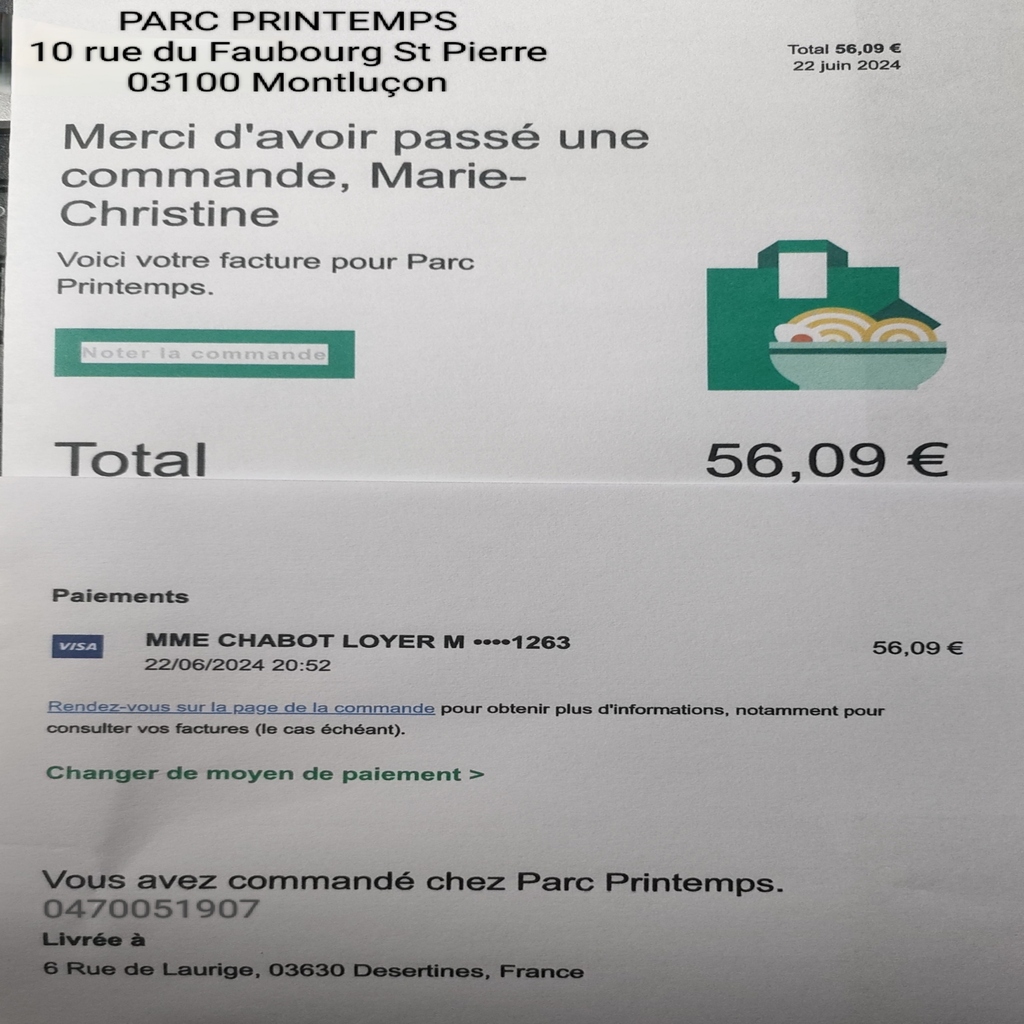 PARC PRINTEMPS
10 rue du Faubourg St Pierre
03100 Montluçon
Total 56,09 €
22 juin 2024
Merci d'avoir passé une
commande, Marie-
Christine
Voici votre facture pour Parc
Printemps.
Noter la commande
Total 56,09 €
Paiements
VISA MME CHABOT LOYER M ••••1263 56,09 €
22/06/2024 20:52
Rendez-vous sur la page de la commande pour obtenir plus d'informations, notamment pour
consulter vos factures (le cas échéant).
Changer de moyen de paiement >
Vous avez commandé chez Parc Printemps.
0470051907
Livrée à
6 Rue de Laurige, 03630 Desertines, France